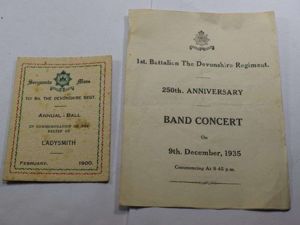 Sergeants Mess
1st Bn. THE DEVONSHIRE REGT.
ANNUAL BALL
IN COMMEMORATION OF THE
RELIEF OF
LADYSMITH
FEBRUARY, 1900.
1st. Battalion The Devonshire Regiment.
250th. ANNIVERSARY
BAND CONCERT
On
9th. December, 1935
Commencing At 8-45 p.m.